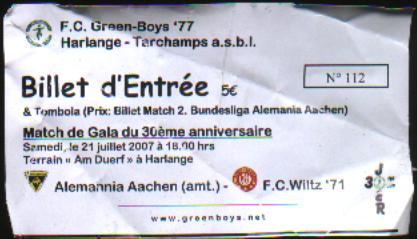 F.C. Green-Boys '77
Harlange - Tarchamps a.s.b.l.
Billet d'Entrée 5€
N° 112
& Tombola (Prix: Billet Match 2. Bundesliga Alemania Aachen)
Match de Gala du 30ème anniversaire
Samedi, le 21 juillet 2007 à 18.00 hrs
Terrain « Am Duerf » à Harlange
Alemannia Aachen (amt.) - F.C.Wiltz '71
www.greenboys.net